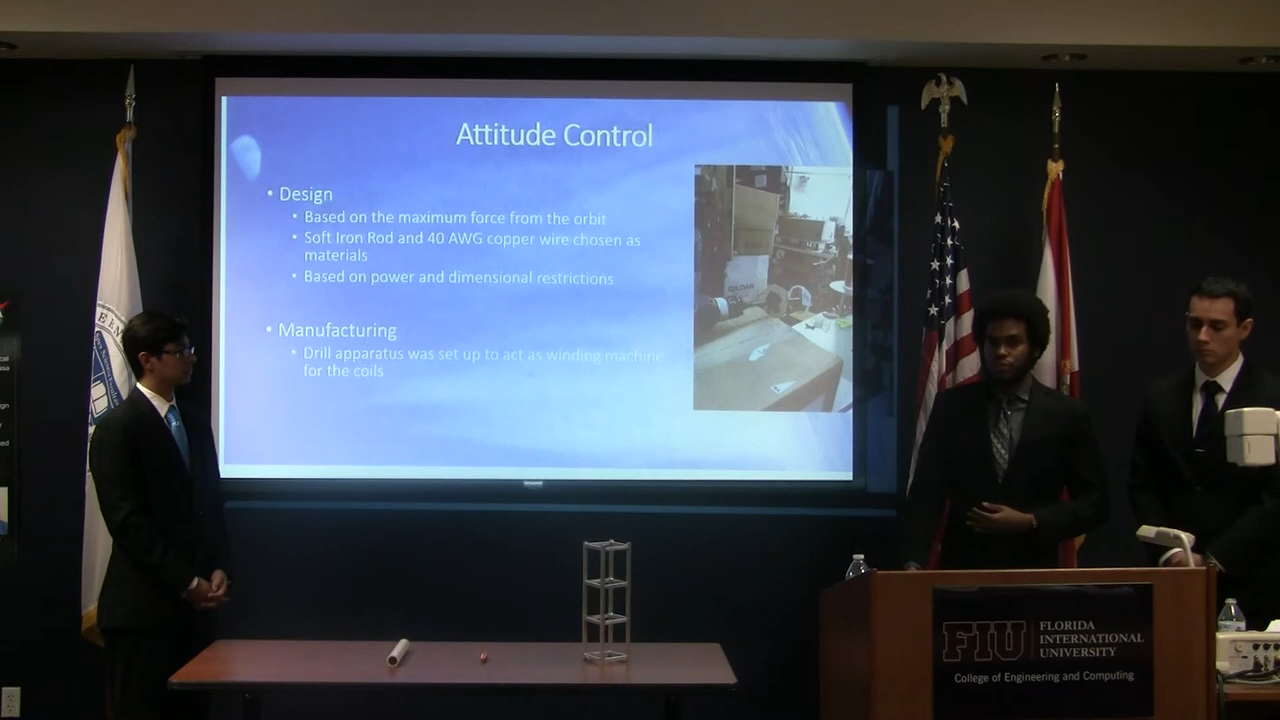 Attitude Control
• Design
• Based on the maximum force from the orbit
• Soft Iron Rod and 40 AWG copper wire chosen as
materials
• Based on power and dimensional restrictions
• Manufacturing
• Drill apparatus was set up to act as winding machine
for the coils
GILDAN
FIU
FLORIDA
INTERNATIONAL
UNIVERSITY
College of Engineering and Computing